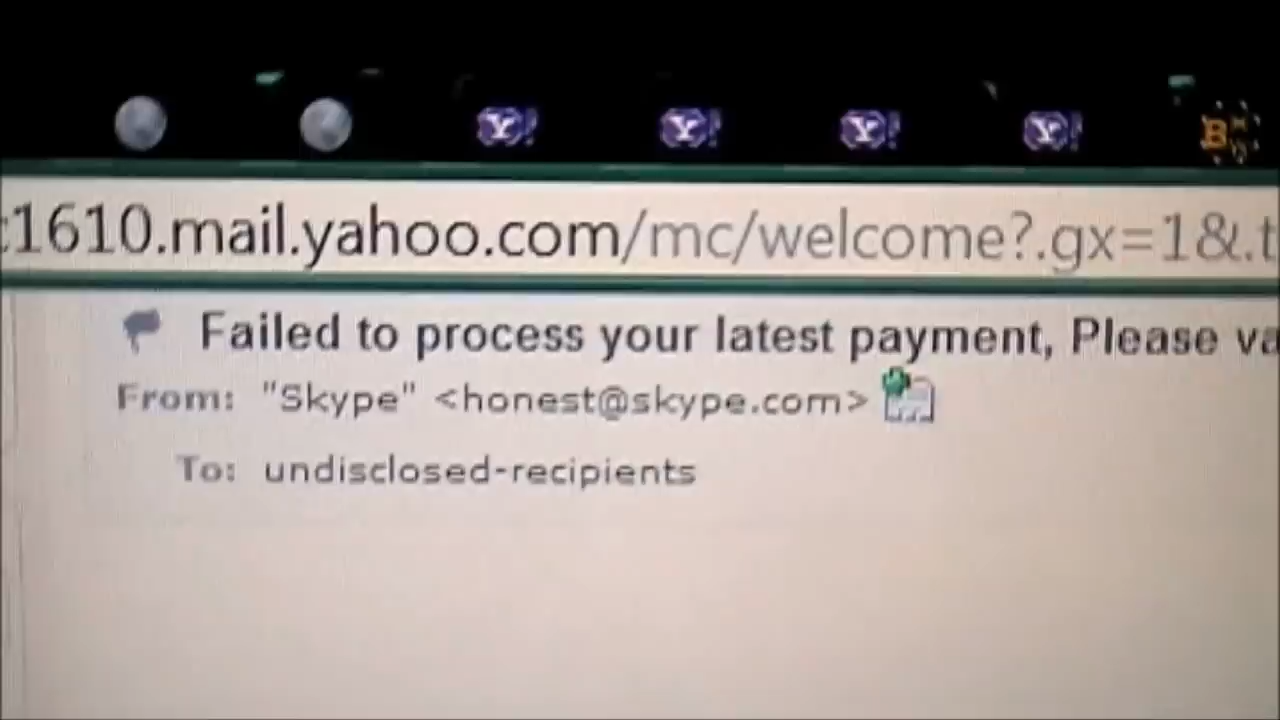 Y! Y! Y! Y! B
1610.mail.yahoo.com/mc/welcome?.gx=1&.t
Failed to process your latest payment, Please va
From: "Skype" <honest@skype.com>
To: undisclosed-recipients